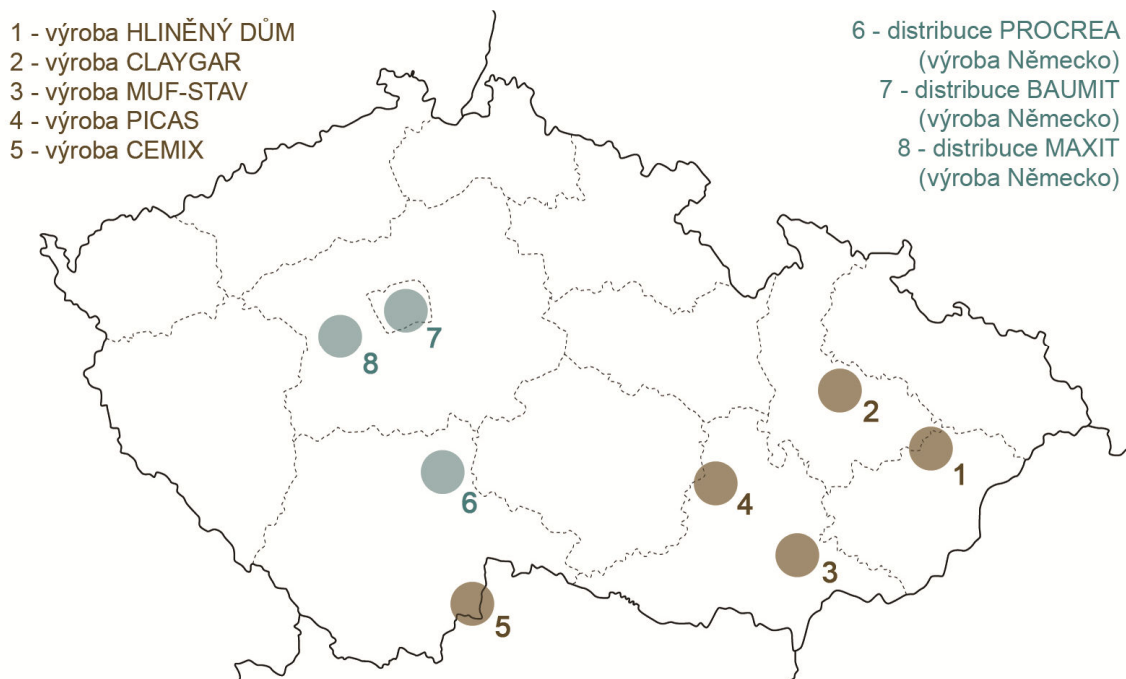 1 - výroba HLINĚNÝ DŮM
2 - výroba CLAYGAR
3 - výroba MUF-STAV
4 - výroba PICAS
5 - výroba CEMIX
6 - distribuce PROCREA
(výroba Německo)
7 - distribuce BAUMIT
(výroba Německo)
8 - distribuce MAXIT
(výroba Německo)
7
8
2
1
6
4
3
5